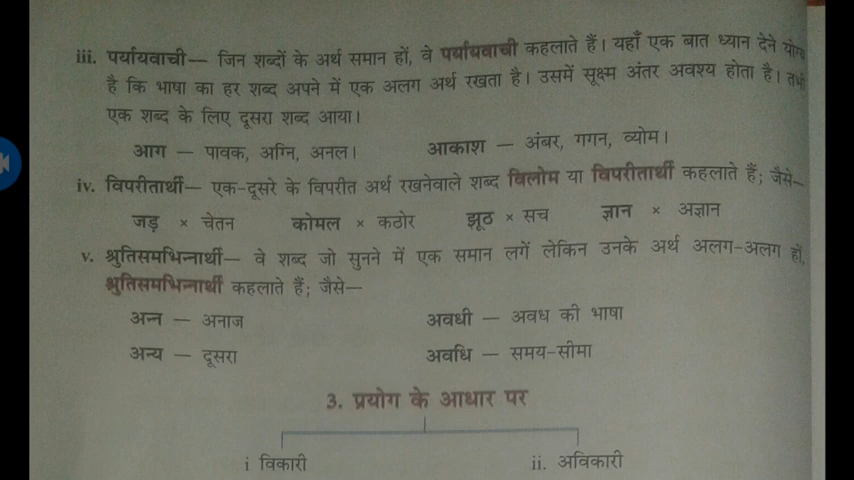 iii. पर्यायवाची— जिन शब्दों के अर्थ समान हों, वे पर्यायवाची कहलाते हैं। यहाँ एक बात ध्यान देने योग्य
है कि भाषा का हर शब्द अपने में एक अलग अर्थ रखता है। उसमें सूक्ष्म अंतर अवश्य होता है। तभी
एक शब्द के लिए दूसरा शब्द आया।
आग — पावक, अग्नि, अनल। आकाश — अंबर, गगन, व्योम।
iv. विपरीतार्थी— एक-दूसरे के विपरीत अर्थ रखनेवाले शब्द विलोम या विपरीतार्थी कहलाते हैं; जैसे—
जड़ × चेतन कोमल × कठोर झूठ × सच ज्ञान × अज्ञान
v. श्रुतिसमभिन्नार्थी— वे शब्द जो सुनने में एक समान लगें लेकिन उनके अर्थ अलग-अलग हों,
श्रुतिसमभिन्नार्थी कहलाते हैं; जैसे—
अन्न — अनाज अवधी — अवध की भाषा
अन्य — दूसरा अवधि — समय-सीमा
3. प्रयोग के आधार पर
i विकारी ii. अविकारी